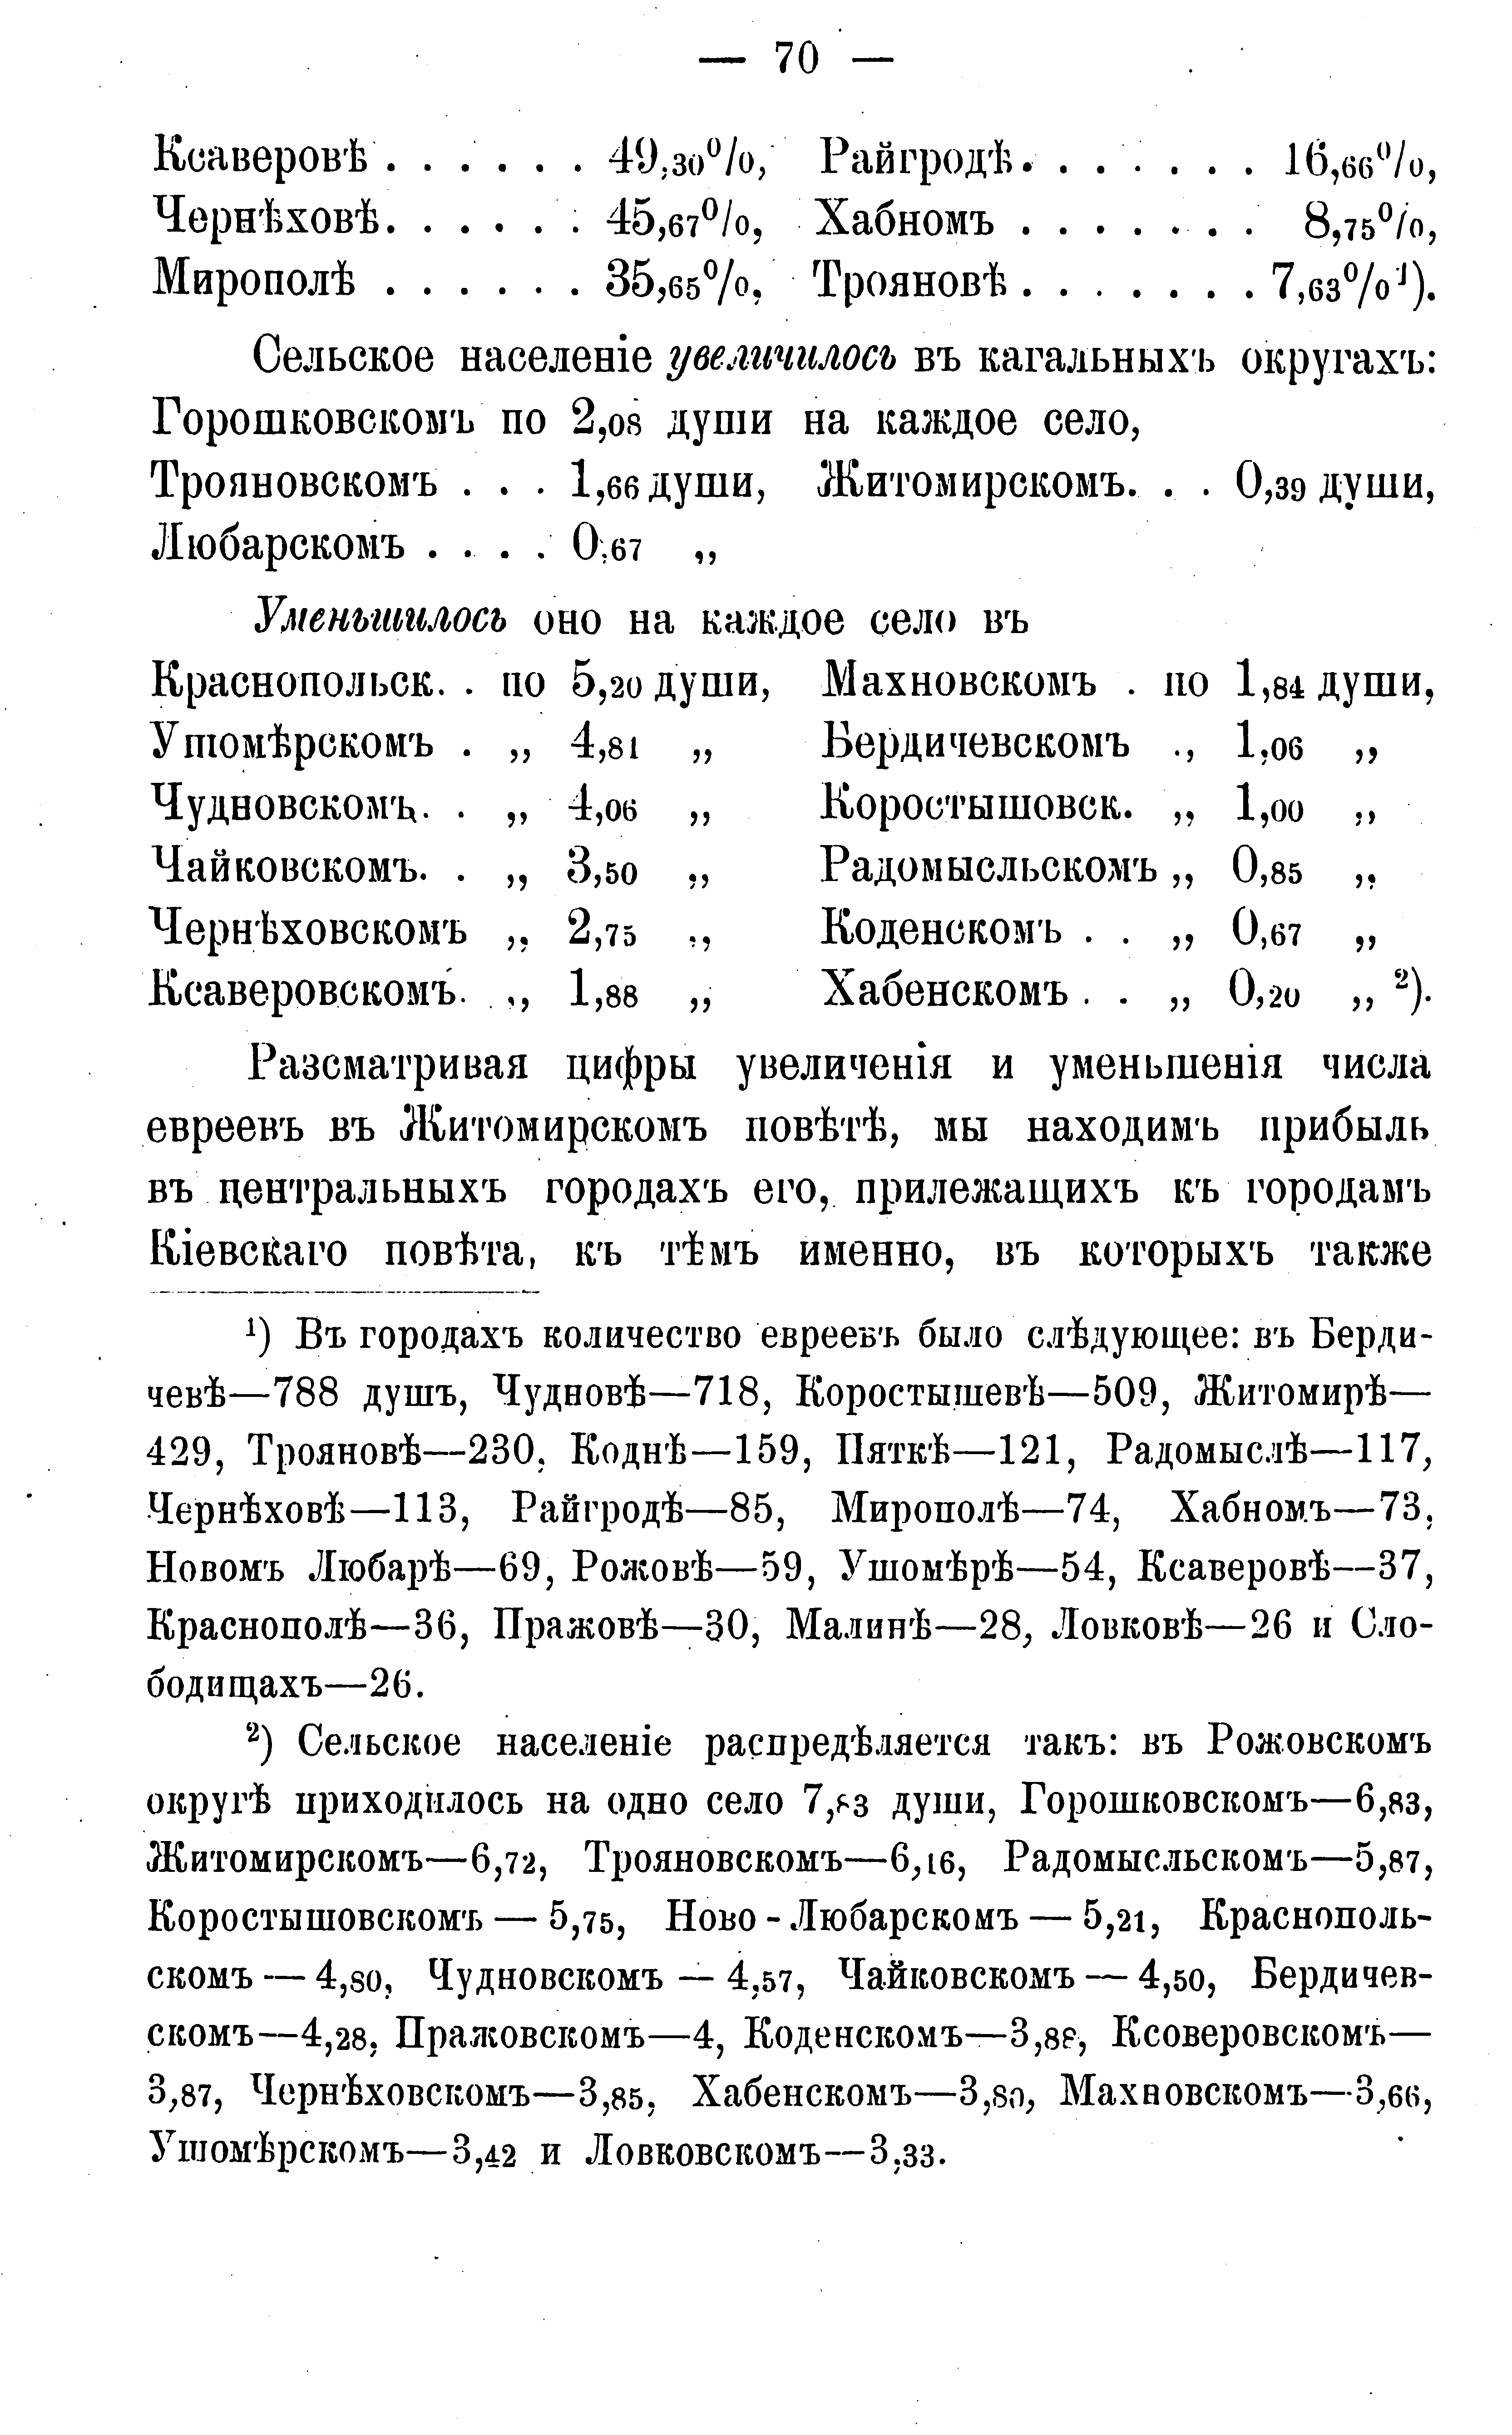 — 70 —
Ксаверовѣ . . . . . . 49,30%, Райгродѣ. . . . . . . 16,66%,
Чернѣховѣ. . . . . . 45,67%, Хабномъ . . . . . . . 8,75%,
Мирополѣ . . . . . . 35,65%, Трояновѣ . . . . . . . 7,63%¹).
Сельское населеніе увеличилось въ кагальныхъ округахъ:
Горошковскомъ по 2,08 души на каждое село,
Трояновскомъ . . . 1,66 души, Житомирскомъ. . . 0,39 души,
Любарскомъ . . . . 0,67 „
Уменьшилось оно на каждое село въ
Краснопольск. . по 5,20 души, Махновскомъ . по 1,84 души,
Ушомѣрскомъ . „ 4,81 „ Бердичевскомъ „ 1,06 „
Чудновскомъ. . „ 4,06 „ Коростышовск. „ 1,00 „
Чайковскомъ. . „ 3,50 „ Радомысльскомъ „ 0,85 „
Чернѣховскомъ „ 2,75 „ Коденскомъ . . „ 0,67 „
Ксаверовскомъ. „ 1,88 „ Хабенскомъ . . „ 0,20 „ ²).
Разсматривая цифры увеличенія и уменьшенія числа
евреевъ въ Житомирскомъ повѣтѣ, мы находимъ прибыль
въ центральныхъ городахъ его, прилежащихъ къ городамъ
Кіевскаго повѣта, къ тѣмъ именно, въ которыхъ также
¹) Въ городахъ количество евреевъ было слѣдующее: въ Берди-
чевѣ—788 душъ, Чудновѣ—718, Коростышевѣ—509, Житомирѣ—
429, Трояновѣ—230, Коднѣ—159, Пяткѣ—121, Радомыслѣ—117,
Чернѣховѣ—113, Райгродѣ—85, Мирополѣ—74, Хабномъ—73,
Новомъ Любарѣ—69, Рожовѣ—59, Ушомѣрѣ—54, Ксаверовѣ—37,
Краснополѣ—36, Пражовѣ—30, Малинѣ—28, Ловковѣ—26 и Сло-
бодищахъ—26.
²) Сельское населеніе распредѣляется такъ: въ Рожовскомъ
округѣ приходилось на одно село 7,83 души, Горошковскомъ—6,83,
Житомирскомъ—6,72, Трояновскомъ—6,16, Радомысльскомъ—5,87,
Коростышовскомъ — 5,75, Ново - Любарскомъ — 5,21, Краснополь-
скомъ — 4,80, Чудновскомъ — 4,57, Чайковскомъ — 4,50, Бердичев-
скомъ—4,28, Пражовскомъ—4, Коденскомъ—3,88, Ксоверовскомъ—
3,87, Чернѣховскомъ—3,85, Хабенскомъ—3,80, Махновскомъ—3,66,
Ушомѣрскомъ—3,42 и Ловковскомъ—3,33.